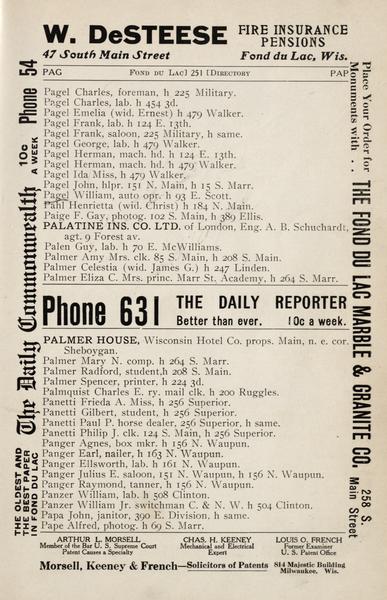 W. DeSTEESE
FIRE INSURANCE
PENSIONS
47 South Main Street
Fond du Lac, Wis.
PAG
FOND DU LAC] 251 [DIRECTORY
PAP
Pagel Charles, foreman, h 225 Military.
Pagel Charles, lab. h 454 3d.
Pagel Emelia (wid. Ernest) h 479 Walker.
Pagel Frank, lab. h 124 E. 13th.
Pagel Frank, saloon, 225 Military, h same.
Pagel George, lab. h 479 Walker.
Pagel Herman, mach. hd. h 124 E. 13th.
Pagel Herman, mach. hd. h 479 Walker.
Pagel Ida Miss, h 479 Walker.
Pagel John, hlpr. 151 N. Main, h 15 S. Marr.
Pagel William, auto opr. h 93 E. Scott.
Pahl Henrietta (wid. Christ) h 184 N. Main.
Paige F. Gay, photog. 102 S. Main, h 389 Ellis.
PALATINE INS. CO. LTD. of London, Eng. A. B. Schuchardt,
agt. 9 Forest av.
Palen Guy, lab. h 70 E. McWilliams.
Palmer Amy Mrs. clk. 85 S. Main, h 208 S. Main.
Palmer Celestia (wid. James G.) h 247 Linden.
Palmer Eliza C. Mrs. princ. Marr St. Academy, h 264 S. Marr.
Phone 631
THE DAILY REPORTER
Better than ever. 10c a week.
PALMER HOUSE, Wisconsin Hotel Co. props. Main, n. e. cor.
Sheboygan.
Palmer Mary N. comp. h 264 S. Marr.
Palmer Radford, student, h 208 S. Main.
Palmer Spencer, printer, h 224 3d.
Palmquist Charles E. ry. mail clk. h 200 Ruggles.
Panetti Frieda A. Miss, h 256 Superior.
Panetti Gilbert, student, h 256 Superior.
Panetti Paul P. horse dealer, 256 Superior, h same.
Panetti Philip J. clk. 124 S. Main, h 256 Superior.
Panger Agnes, box mkr. h 156 N. Waupun.
Panger Earl, nailer, h 163 N. Waupun.
Panger Ellsworth, lab. h 161 N. Waupun.
Panger Julius E. saloon, 151 N. Waupun, h 156 N. Waupun.
Panger Raymond, tanner, h 156 N. Waupun.
Panzer William, lab. h 508 Clinton.
Panzer William Jr. switchman C. & N. W. h 504 Clinton.
Papa John, janitor, 390 E. Division, h same.
Pape Alfred, photog. h 69 S. Marr.
ARTHUR L. MORSELL
Member of the Bar U. S. Supreme Court
Patent Causes a Specialty
CHAS. H. KEENEY
Mechanical and Electrical
Expert
LOUIS O. FRENCH
Former Examiner
U. S. Patent Office
Morsell, Keeney & French—Solicitors of Patents
814 Majestic Building
Milwaukee, Wis.
THE OLDEST AND
THE BEST PAPER
IN FOND DU LAC
The Daily Commonwealth
10c
A WEEK
Phone 54
Place Your Order for
Monuments with . .
THE FOND DU LAC MARBLE & GRANITE CO.
258 S.
Main Street